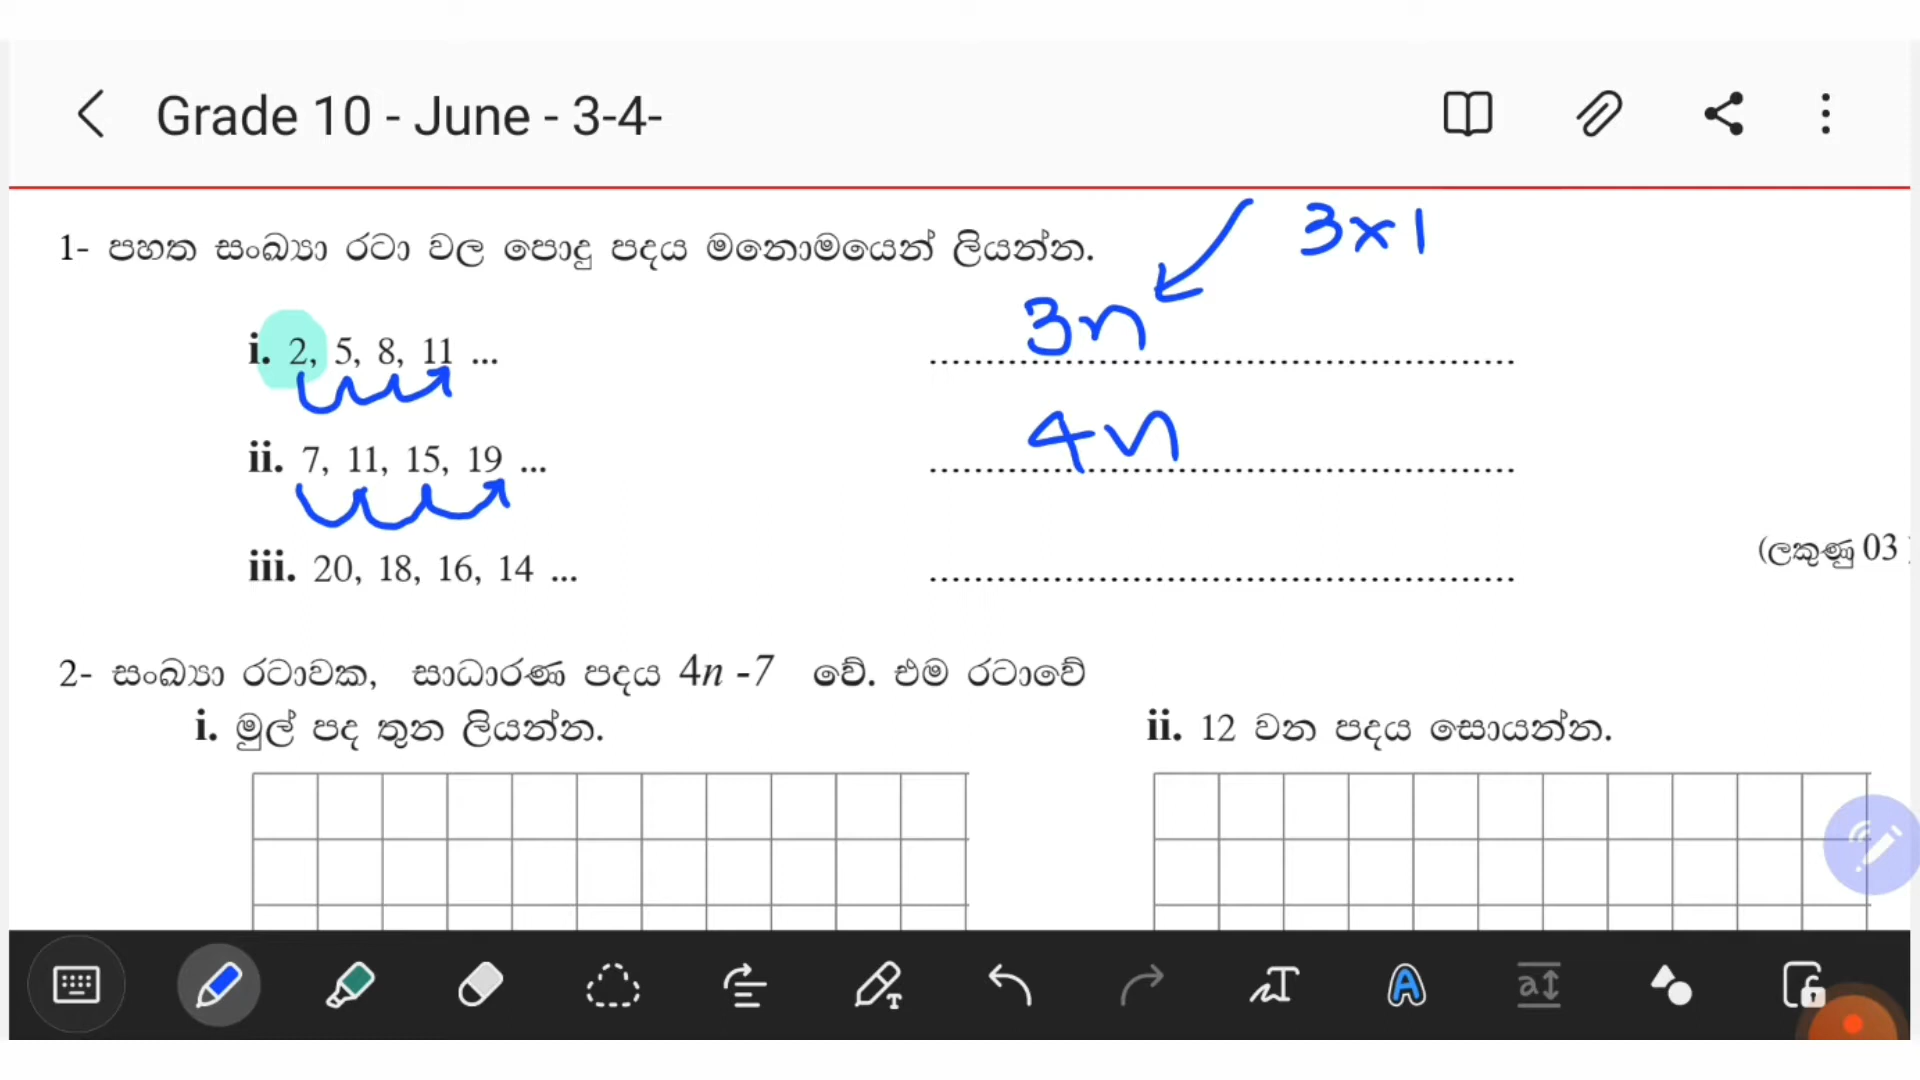 Grade 10 - June - 3-4-
3x1
1- පහත සංඛ්‍යා රටා වල පොදු පදය මනොමයෙන් ලියන්න.
i. 2, 5, 8, 11 ...
3n
ii. 7, 11, 15, 19 ...
4n
iii. 20, 18, 16, 14 ...
(ලකුණු 03
2- සංඛ්‍යා රටාවක, සාධාරණ පදය 4n -7 වේ. එම රටාවේ
i. මුල් පද තුන ලියන්න.
ii. 12 වන පදය සොයන්න.